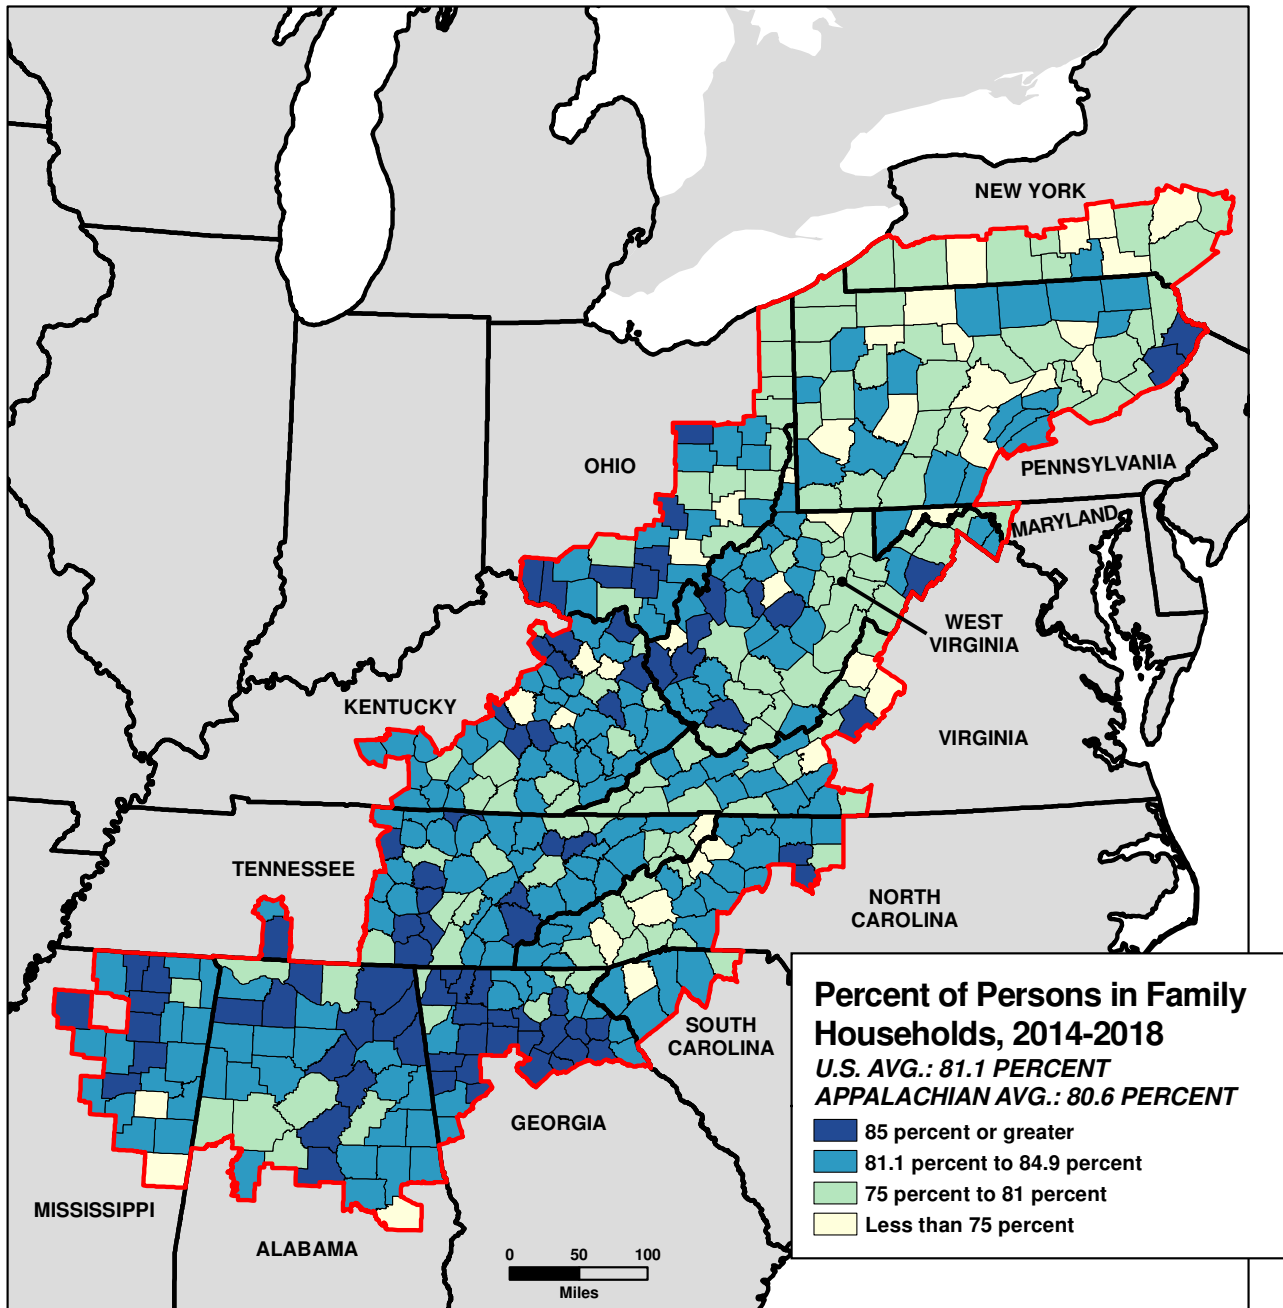 NEW YORK
OHIO
PENNSYLVANIA
MARYLAND
WEST
VIRGINIA
KENTUCKY
VIRGINIA
TENNESSEE
NORTH
CAROLINA
SOUTH
CAROLINA
GEORGIA
MISSISSIPPI
ALABAMA
Percent of Persons in Family
Households, 2014-2018
U.S. AVG.: 81.1 PERCENT
APPALACHIAN AVG.: 80.6 PERCENT
85 percent or greater
81.1 percent to 84.9 percent
75 percent to 81 percent
Less than 75 percent
0 50 100
Miles